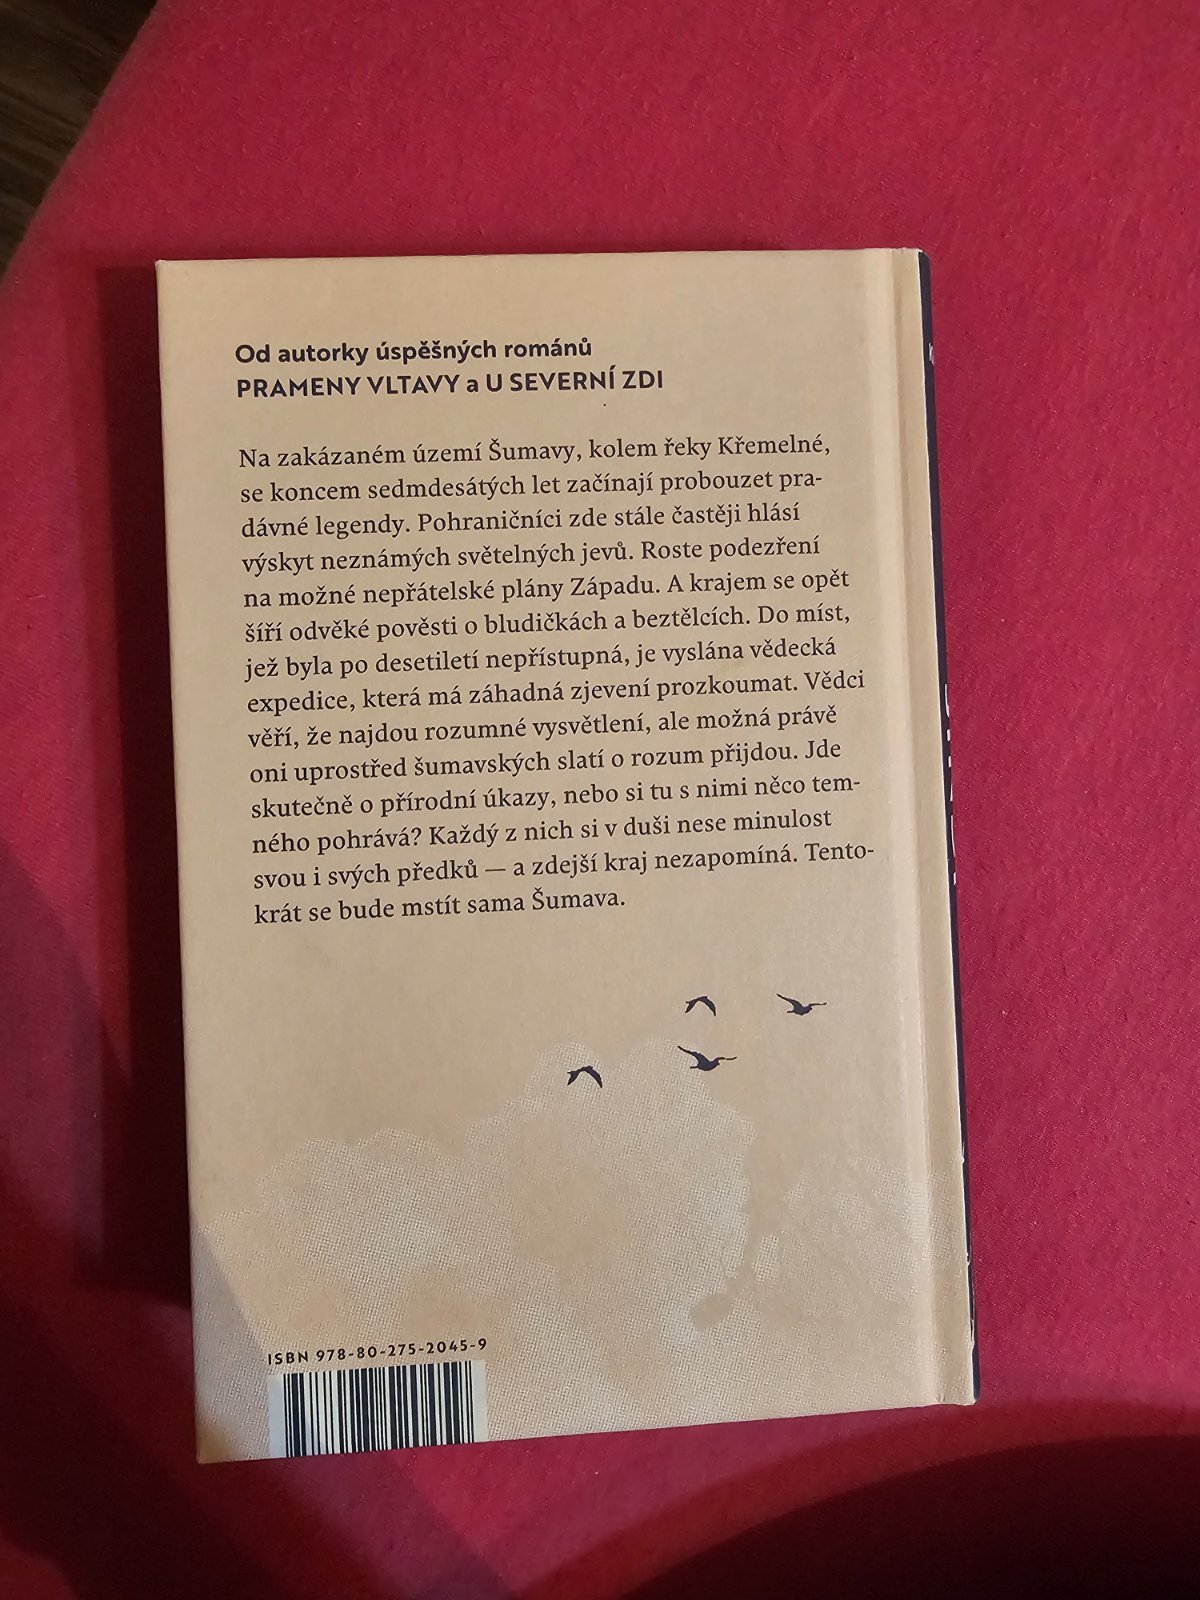 Od autorky úspěšných románů
PRAMENY VLTAVY a U SEVERNÍ ZDI
Na zakázaném území Šumavy, kolem řeky Křemelné,
se koncem sedmdesátých let začínají probouzet pra-
dávné legendy. Pohraničníci zde stále častěji hlásí
výskyt neznámých světelných jevů. Roste podezření
na možné nepřátelské plány Západu. A krajem se opět
šíří odvěké pověsti o bludičkách a beztělcích. Do míst,
jež byla po desetiletí nepřístupná, je vyslána vědecká
expedice, která má záhadná zjevení prozkoumat. Vědci
věří, že najdou rozumné vysvětlení, ale možná právě
oni uprostřed šumavských slatí o rozum přijdou. Jde
skutečně o přírodní úkazy, nebo si tu s nimi něco tem-
ného pohrává? Každý z nich si v duši nese minulost
svou i svých předků — a zdejší kraj nezapomíná. Tento-
krát se bude mstít sama Šumava.
ISBN 978-80-275-2045-9